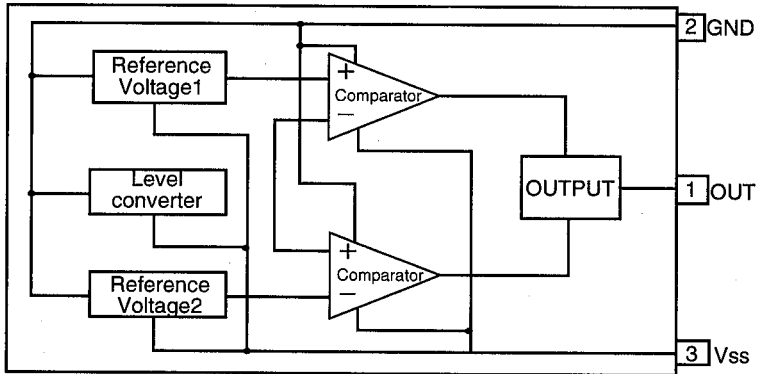 2 GND
Reference
Voltage1
+
Comparator
−
Level
converter
OUTPUT
1 OUT
Reference
Voltage2
+
Comparator
−
3 Vss